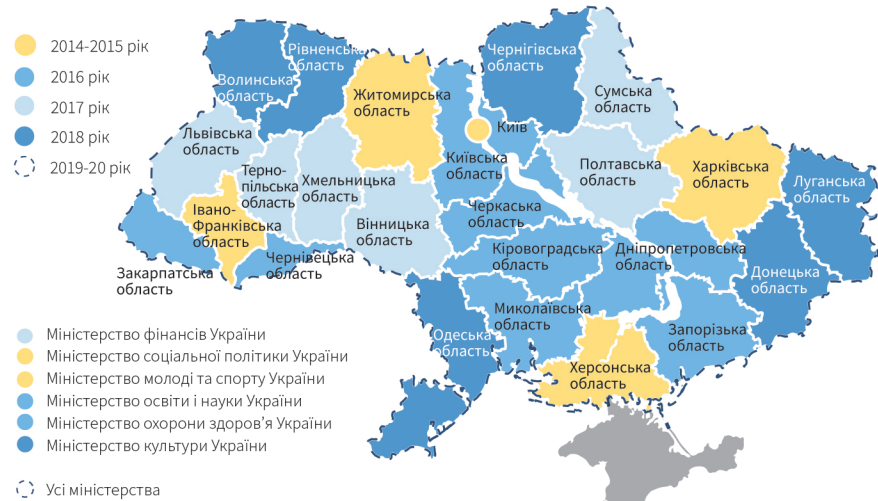 2014-2015 рік
2016 рік
2017 рік
2018 рік
2019-20 рік
Волинська
область
Рівненська
область
Житомирська
область
Чернігівська
область
Сумська
область
Київ
Київська
область
Львівська
область
Терно-
пільська
область
Хмельницька
область
Вінницька
область
Івано-
Франківська
область
Закарпатська
область
Чернівецька
область
Черкаська
область
Полтавська
область
Харківська
область
Луганська
область
Донецька
область
Кіровоградська
область
Дніпропетровська
область
Одеська
область
Миколаївська
область
Запорізька
область
Херсонська
область
Міністерство фінансів України
Міністерство соціальної політики України
Міністерство молоді та спорту України
Міністерство освіти і науки України
Міністерство охорони здоров’я України
Міністерство культури України
Усі міністерства